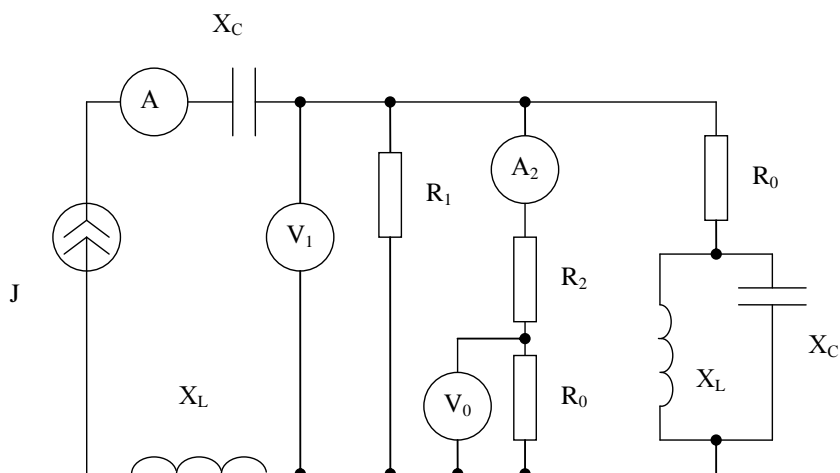 X_C
A
A_2
R_0
R_1
V_1
R_2
J
X_C
X_L
X_L
V_0
R_0